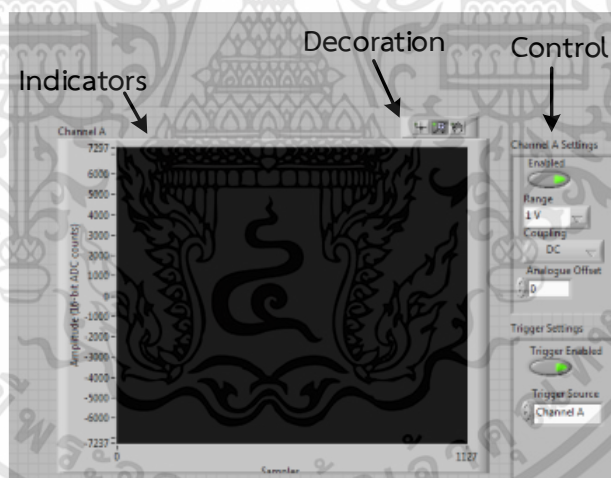 Decoration
Control
Indicators
Channel A
Channel A Settings
Enabled
Range
1 V
Coupling
DC
Analogue Offset
0
Trigger Settings
Trigger Enabled
Trigger Source
Channel A
Amplitude (16-bit ADC counts)
7297
6000
5000
4000
3000
2000
1000
0
-1000
-2000
-3000
-4000
-5000
-6000
-7237
0
1127
Samples